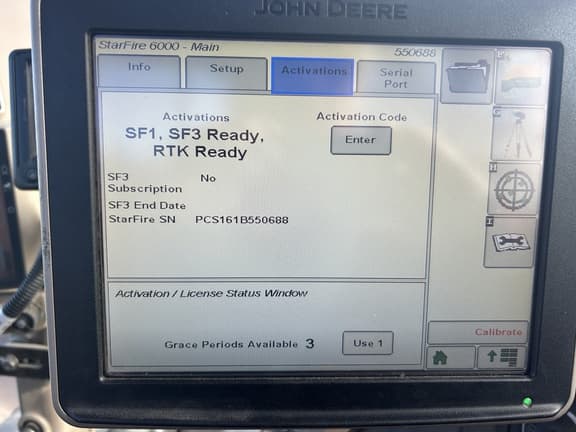 JOHN DEERE
StarFire 6000 - Main
550688
Info
Setup
Activations
Serial
Port
Activations
Activation Code
SF1, SF3 Ready,
RTK Ready
Enter
SF3
Subscription
No
SF3 End Date
StarFire SN PCS161B550688
Activation / License Status Window
Grace Periods Available 3
Use 1
Calibrate